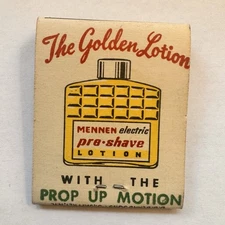 The Golden Lotion
MENNEN electric
pre-shave
LOTION
WITH THE
PROP UP MOTION